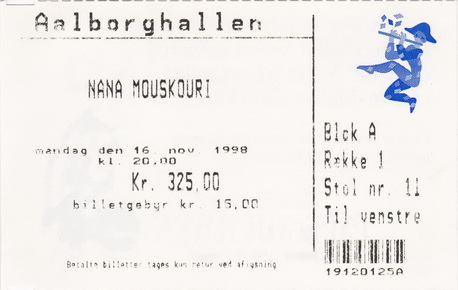 Aalborghallen
NANA MOUSKOURI
mandag den 16. nov. 1998
kl. 20.00
Kr. 325,00
billetgebyr kr. 15,00
Betalte billetter tages kun retur ved aflysning
Blok A
Række 1
Stol nr. 11
Til venstre
19120125A